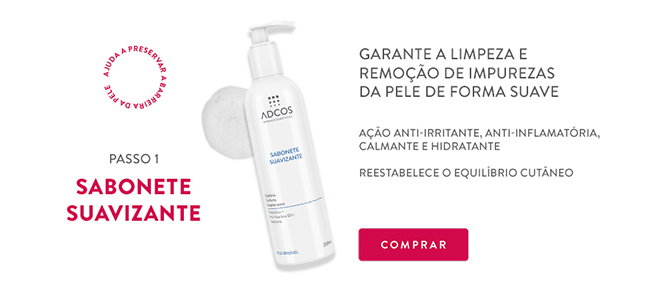 AJUDA A PRESERVAR A BARREIRA DA PELE
PASSO 1
SABONETE
SUAVIZANTE
ADCOS
SABONETE
SUAVIZANTE
GARANTE A LIMPEZA E
REMOÇÃO DE IMPUREZAS
DA PELE DE FORMA SUAVE
AÇÃO ANTI-IRRITANTE, ANTI-INFLAMATÓRIA,
CALMANTE E HIDRATANTE
REESTABELECE O EQUILÍBRIO CUTÂNEO
COMPRAR